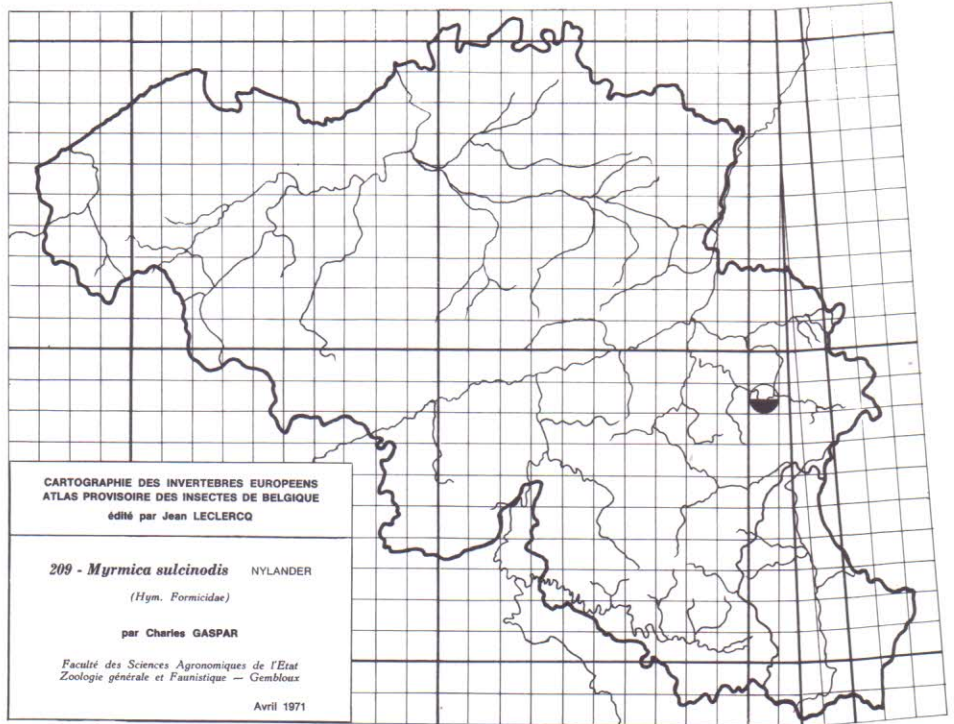 CARTOGRAPHIE DES INVERTEBRES EUROPEENS
ATLAS PROVISOIRE DES INSECTES DE BELGIQUE
édité par Jean LECLERCQ
209 - Myrmica sulcinodis NYLANDER
(Hym. Formicidae)
par Charles GASPAR
Faculté des Sciences Agronomiques de l'Etat
Zoologie générale et Faunistique — Gembloux
Avril 1971